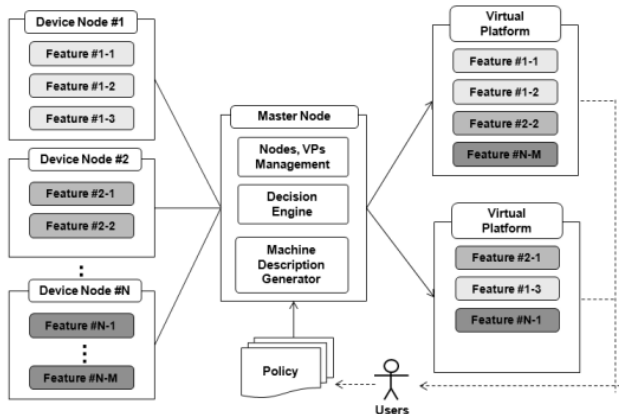 Device Node #1
Feature #1-1
Feature #1-2
Feature #1-3
Device Node #2
Feature #2-1
Feature #2-2
Device Node #N
Feature #N-1
Feature #N-M
Master Node
Nodes, VPs
Management
Decision
Engine
Machine
Description
Generator
Policy
Users
Virtual
Platform
Feature #1-1
Feature #1-2
Feature #2-2
Feature #N-M
Virtual
Platform
Feature #2-1
Feature #1-3
Feature #N-1